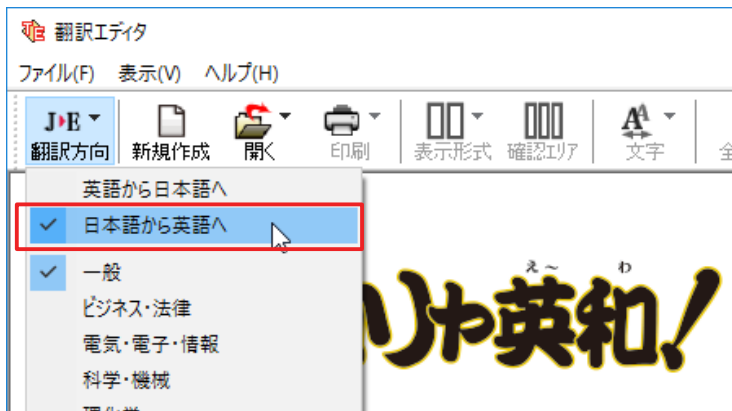 翻訳エディタ
ファイル(F) 表示(V) ヘルプ(H)
J▸E
翻訳方向 新規作成 開く 印刷 表示形式 確認エリア 文字 全
英語から日本語へ
日本語から英語へ
一般
ビジネス・法律
電気・電子・情報
科学・機械
え～ わ
りゃ英和!